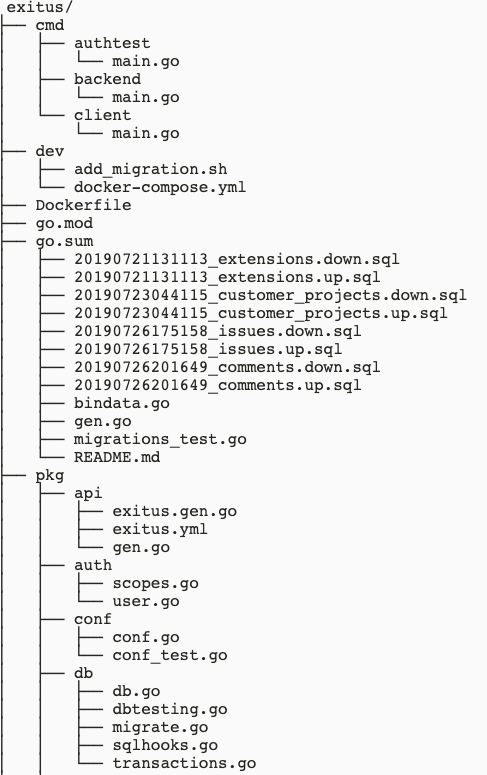 exitus/
├── cmd
│   ├── authtest
│   │   └── main.go
│   ├── backend
│   │   └── main.go
│   └── client
│       └── main.go
├── dev
│   ├── add_migration.sh
│   └── docker-compose.yml
├── Dockerfile
├── go.mod
├── go.sum
│   ├── 20190721131113_extensions.down.sql
│   ├── 20190721131113_extensions.up.sql
│   ├── 20190723044115_customer_projects.down.sql
│   ├── 20190723044115_customer_projects.up.sql
│   ├── 20190726175158_issues.down.sql
│   ├── 20190726175158_issues.up.sql
│   ├── 20190726201649_comments.down.sql
│   ├── 20190726201649_comments.up.sql
│   ├── bindata.go
│   ├── gen.go
│   ├── migrations_test.go
│   └── README.md
├── pkg
│   ├── api
│   │   ├── exitus.gen.go
│   │   ├── exitus.yml
│   │   └── gen.go
│   ├── auth
│   │   ├── scopes.go
│   │   └── user.go
│   ├── conf
│   │   ├── conf.go
│   │   └── conf_test.go
│   ├── db
│   │   ├── db.go
│   │   ├── dbtesting.go
│   │   ├── migrate.go
│   │   ├── sqlhooks.go
│   │   └── transactions.go